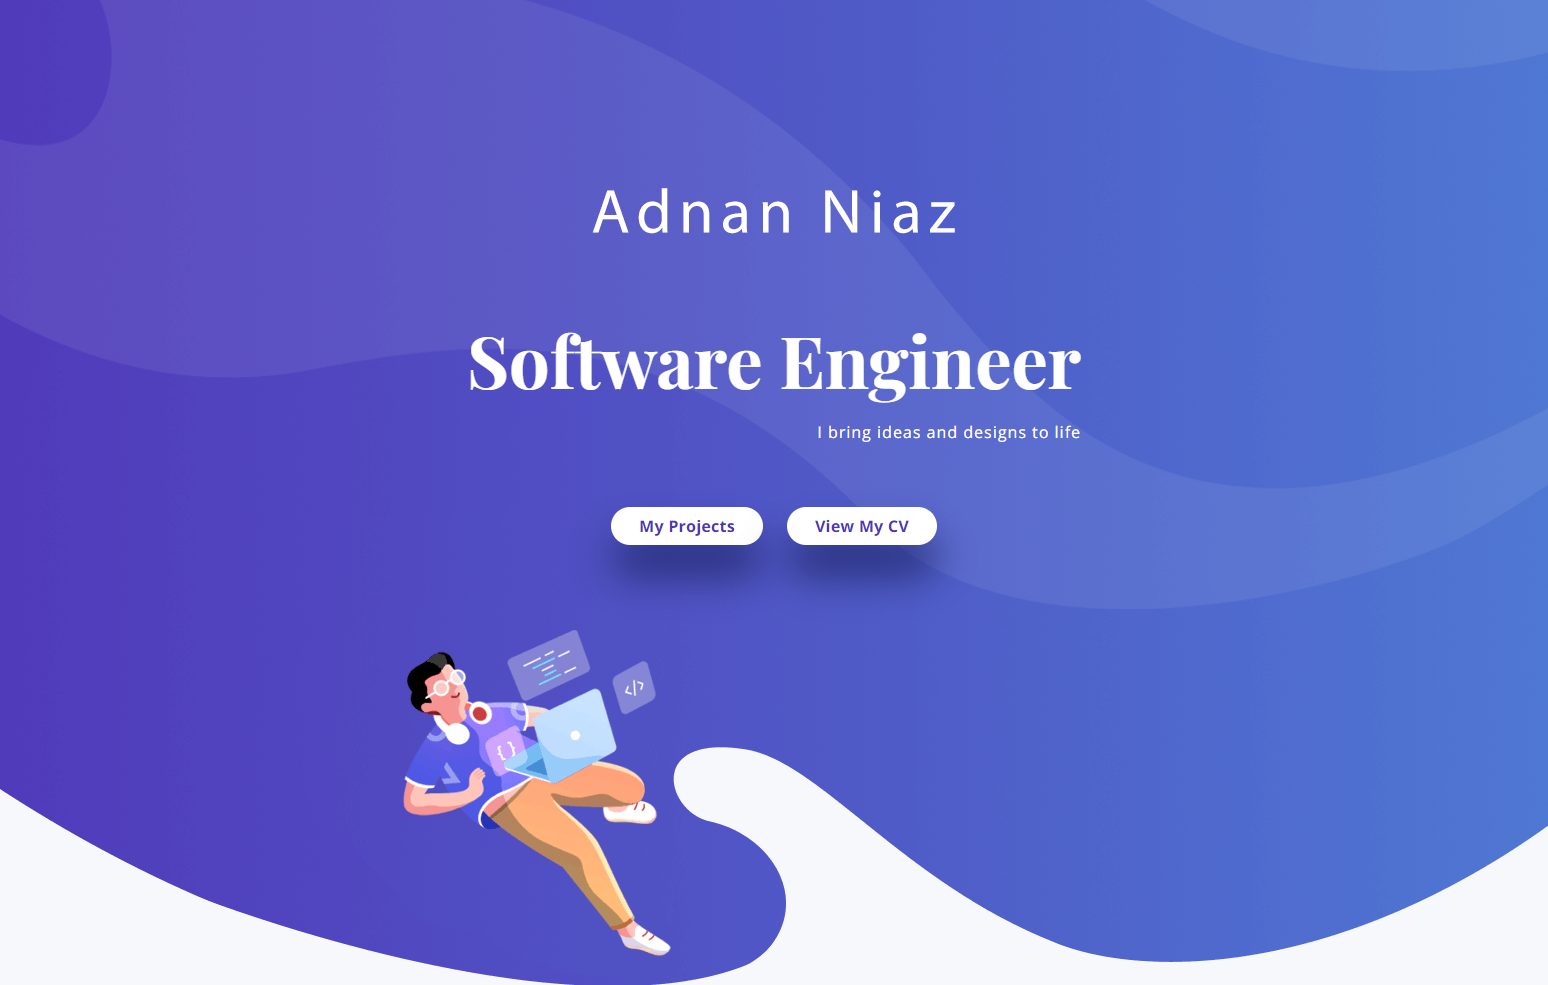 Adnan Niaz
Software Engineer
I bring ideas and designs to life
My Projects
View My CV
</>
{ }